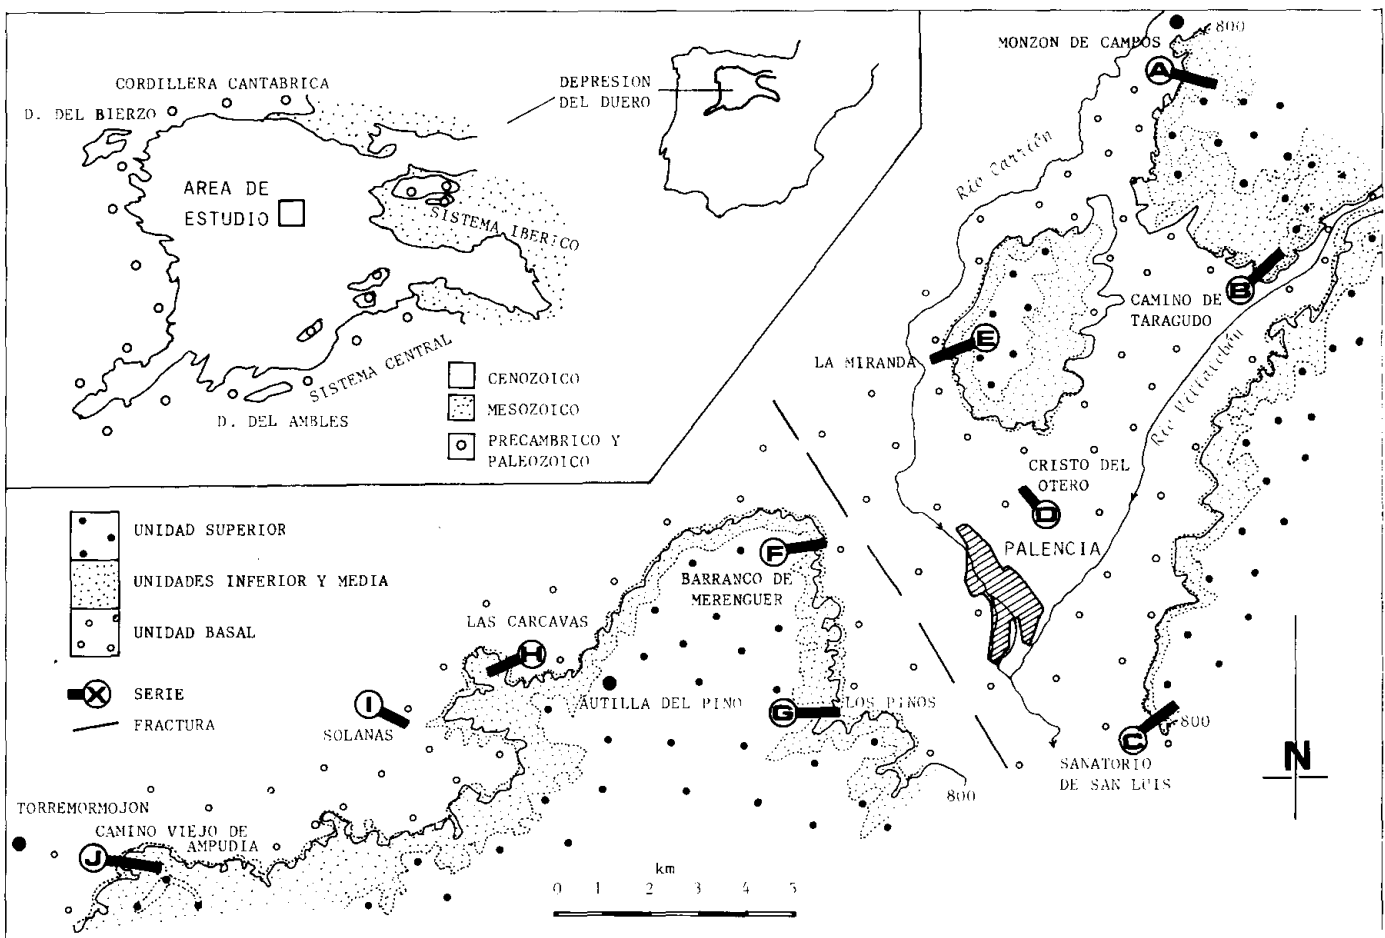 CORDILLERA CANTABRICA
D. DEL BIERZO
AREA DE
ESTUDIO
SISTEMA IBERICO
SISTEMA CENTRAL
D. DEL AMBLES
DEPRESION
DEL DUERO
CENOZOICO
MESOZOICO
PRECAMBRICO Y
PALEOZOICO
UNIDAD SUPERIOR
UNIDADES INFERIOR Y MEDIA
UNIDAD BASAL
X SERIE
FRACTURA
800
MONZON DE CAMPOS
A
Río Carrión
B
CAMINO DE
TARAGUDO
E
LA MIRANDA
Río
CRISTO DEL
OTERO
D
PALENCIA
F
BARRANCO DE
MERENGUER
LAS CARCAVAS
H
I
SOLANAS
AUTILLA DEL PINO
G
LOS PINOS
C
800
SANATORIO
DE SAN LUIS
800
N
TORREMORMOJON
CAMINO VIEJO DE
AMPUDIA
J
km
0 1 2 3 4 5